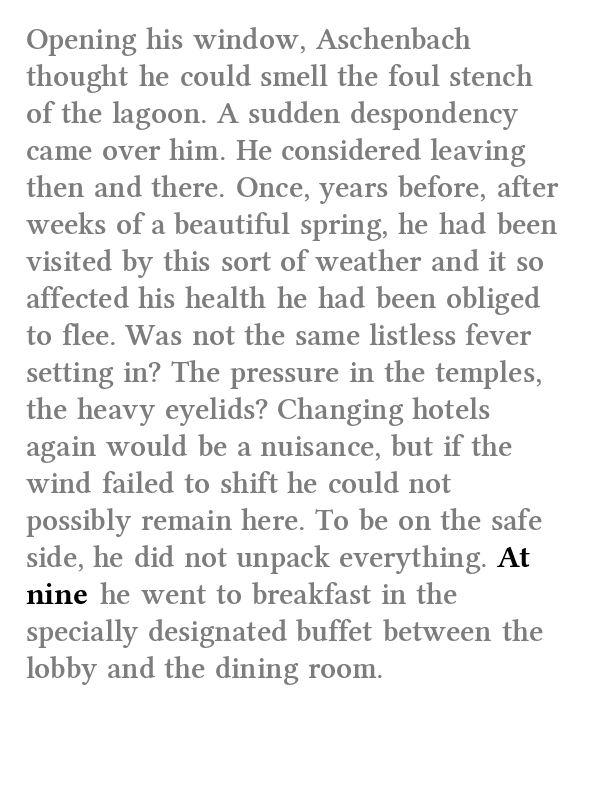 Opening his window, Aschenbach
thought he could smell the foul stench
of the lagoon. A sudden despondency
came over him. He considered leaving
then and there. Once, years before, after
weeks of a beautiful spring, he had been
visited by this sort of weather and it so
affected his health he had been obliged
to flee. Was not the same listless fever
setting in? The pressure in the temples,
the heavy eyelids? Changing hotels
again would be a nuisance, but if the
wind failed to shift he could not
possibly remain here. To be on the safe
side, he did not unpack everything. At
nine he went to breakfast in the
specially designated buffet between the
lobby and the dining room.